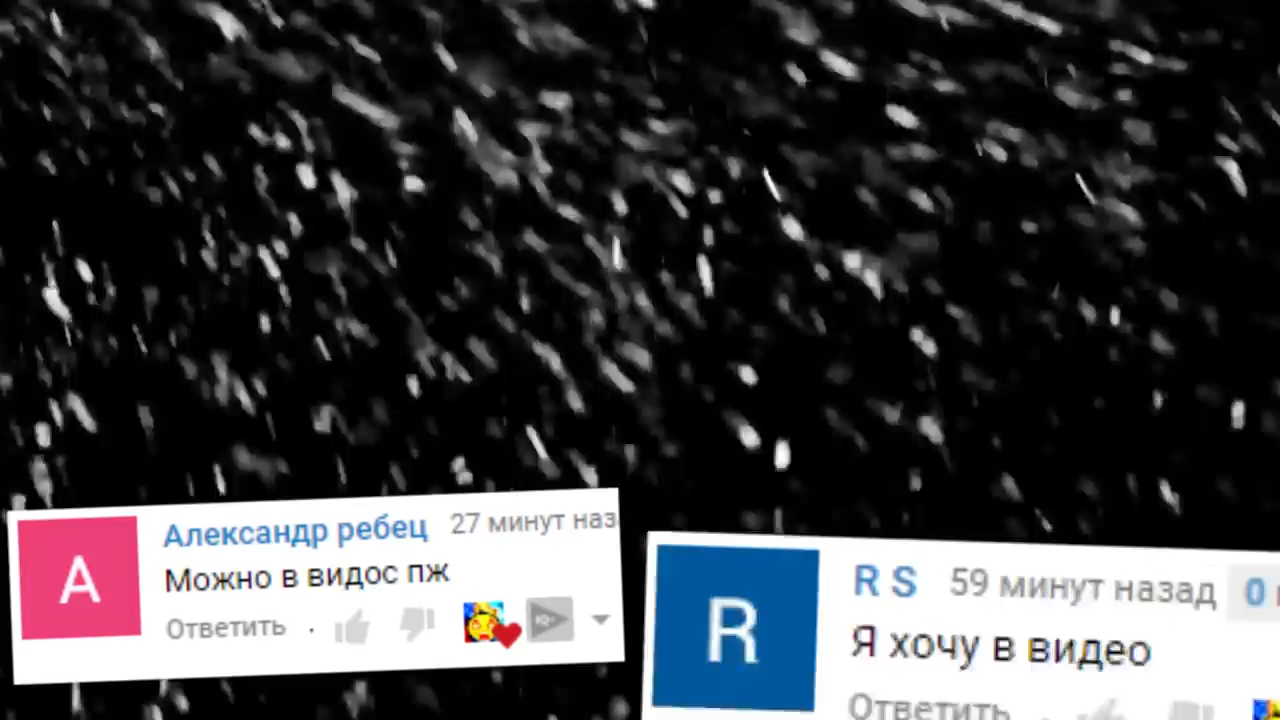 A
Александр ребец 27 минут наз
Можно в видос пж
Ответить ·
R
R S 59 минут назад 0
Я хочу в видео
Ответить ·